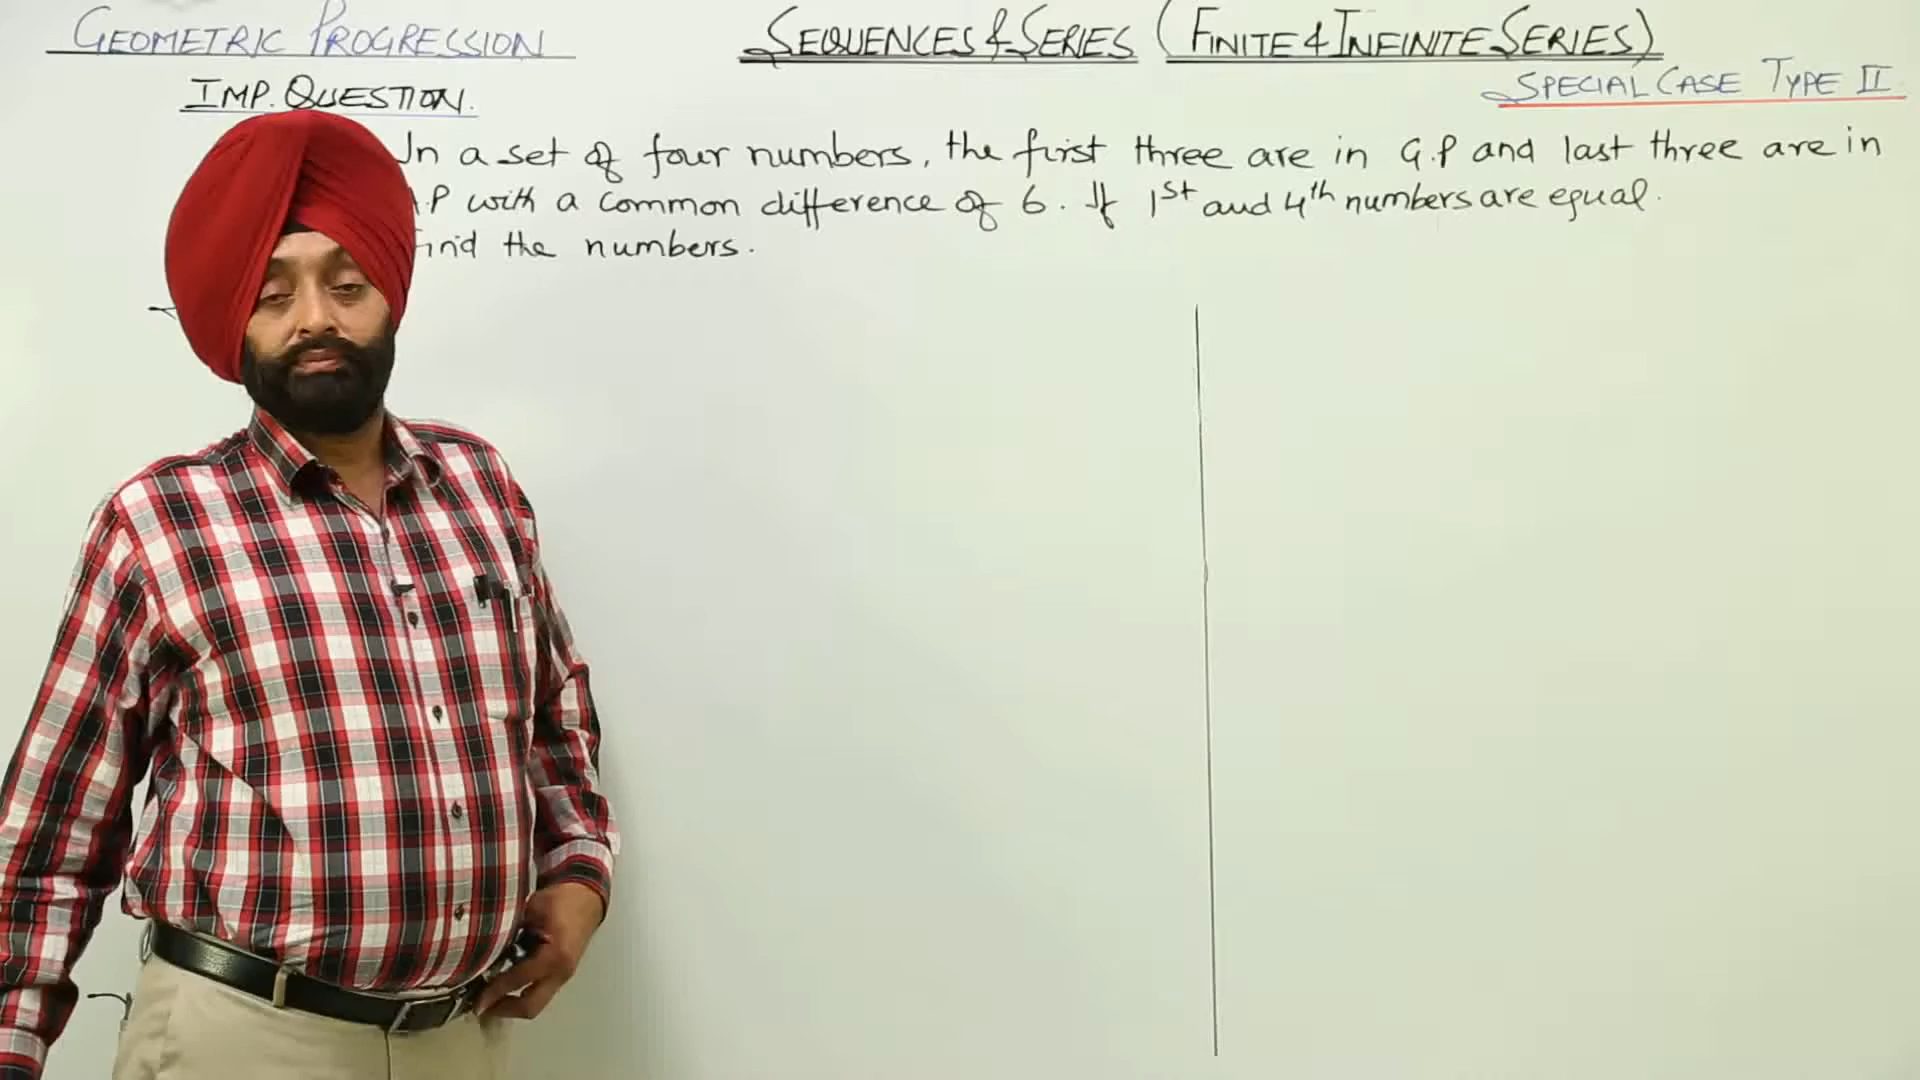 GEOMETRIC PROGRESSION
SEQUENCES & SERIES (FINITE & INFINITE SERIES)
SPECIAL CASE TYPE II
IMP. QUESTION.
In a set of four numbers, the first three are in G.P and last three are in
.P with a common difference of 6. If 1st and 4th numbers are equal.
Find the numbers.